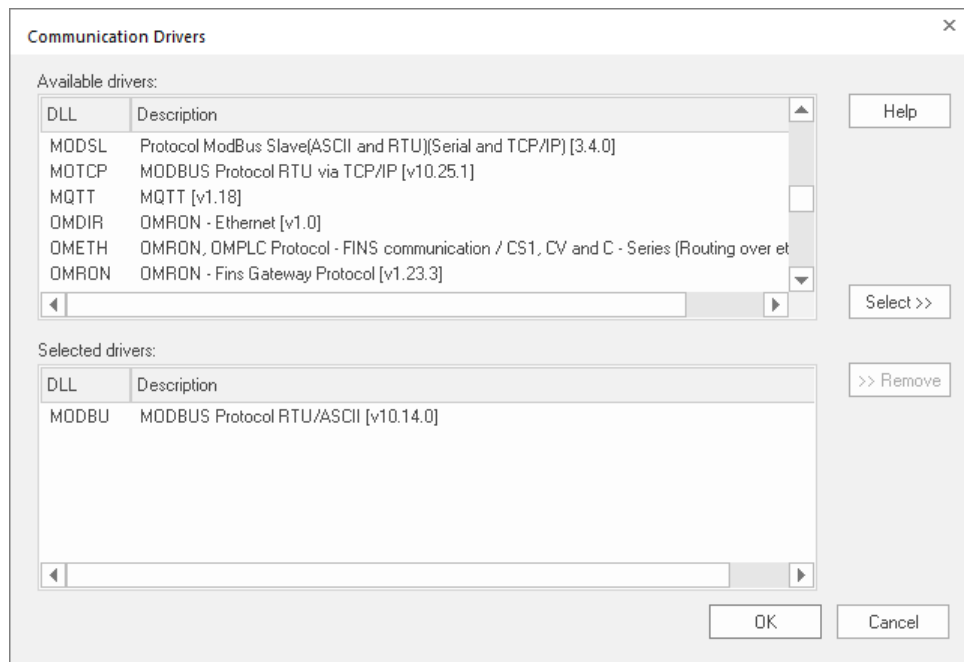 Communication Drivers
Available drivers:
DLL Description
MODSL Protocol ModBus Slave(ASCII and RTU)(Serial and TCP/IP) [3.4.0]
MOTCP MODBUS Protocol RTU via TCP/IP [v10.25.1]
MQTT MQTT [v1.18]
OMDIR OMRON - Ethernet [v1.0]
OMETH OMRON, OMPLC Protocol - FINS communication / CS1, CV and C - Series (Routing over et
OMRON OMRON - Fins Gateway Protocol [v1.23.3]
Help
Select >>
Selected drivers:
DLL Description
MODBU MODBUS Protocol RTU/ASCII [v10.14.0]
>> Remove
OK Cancel